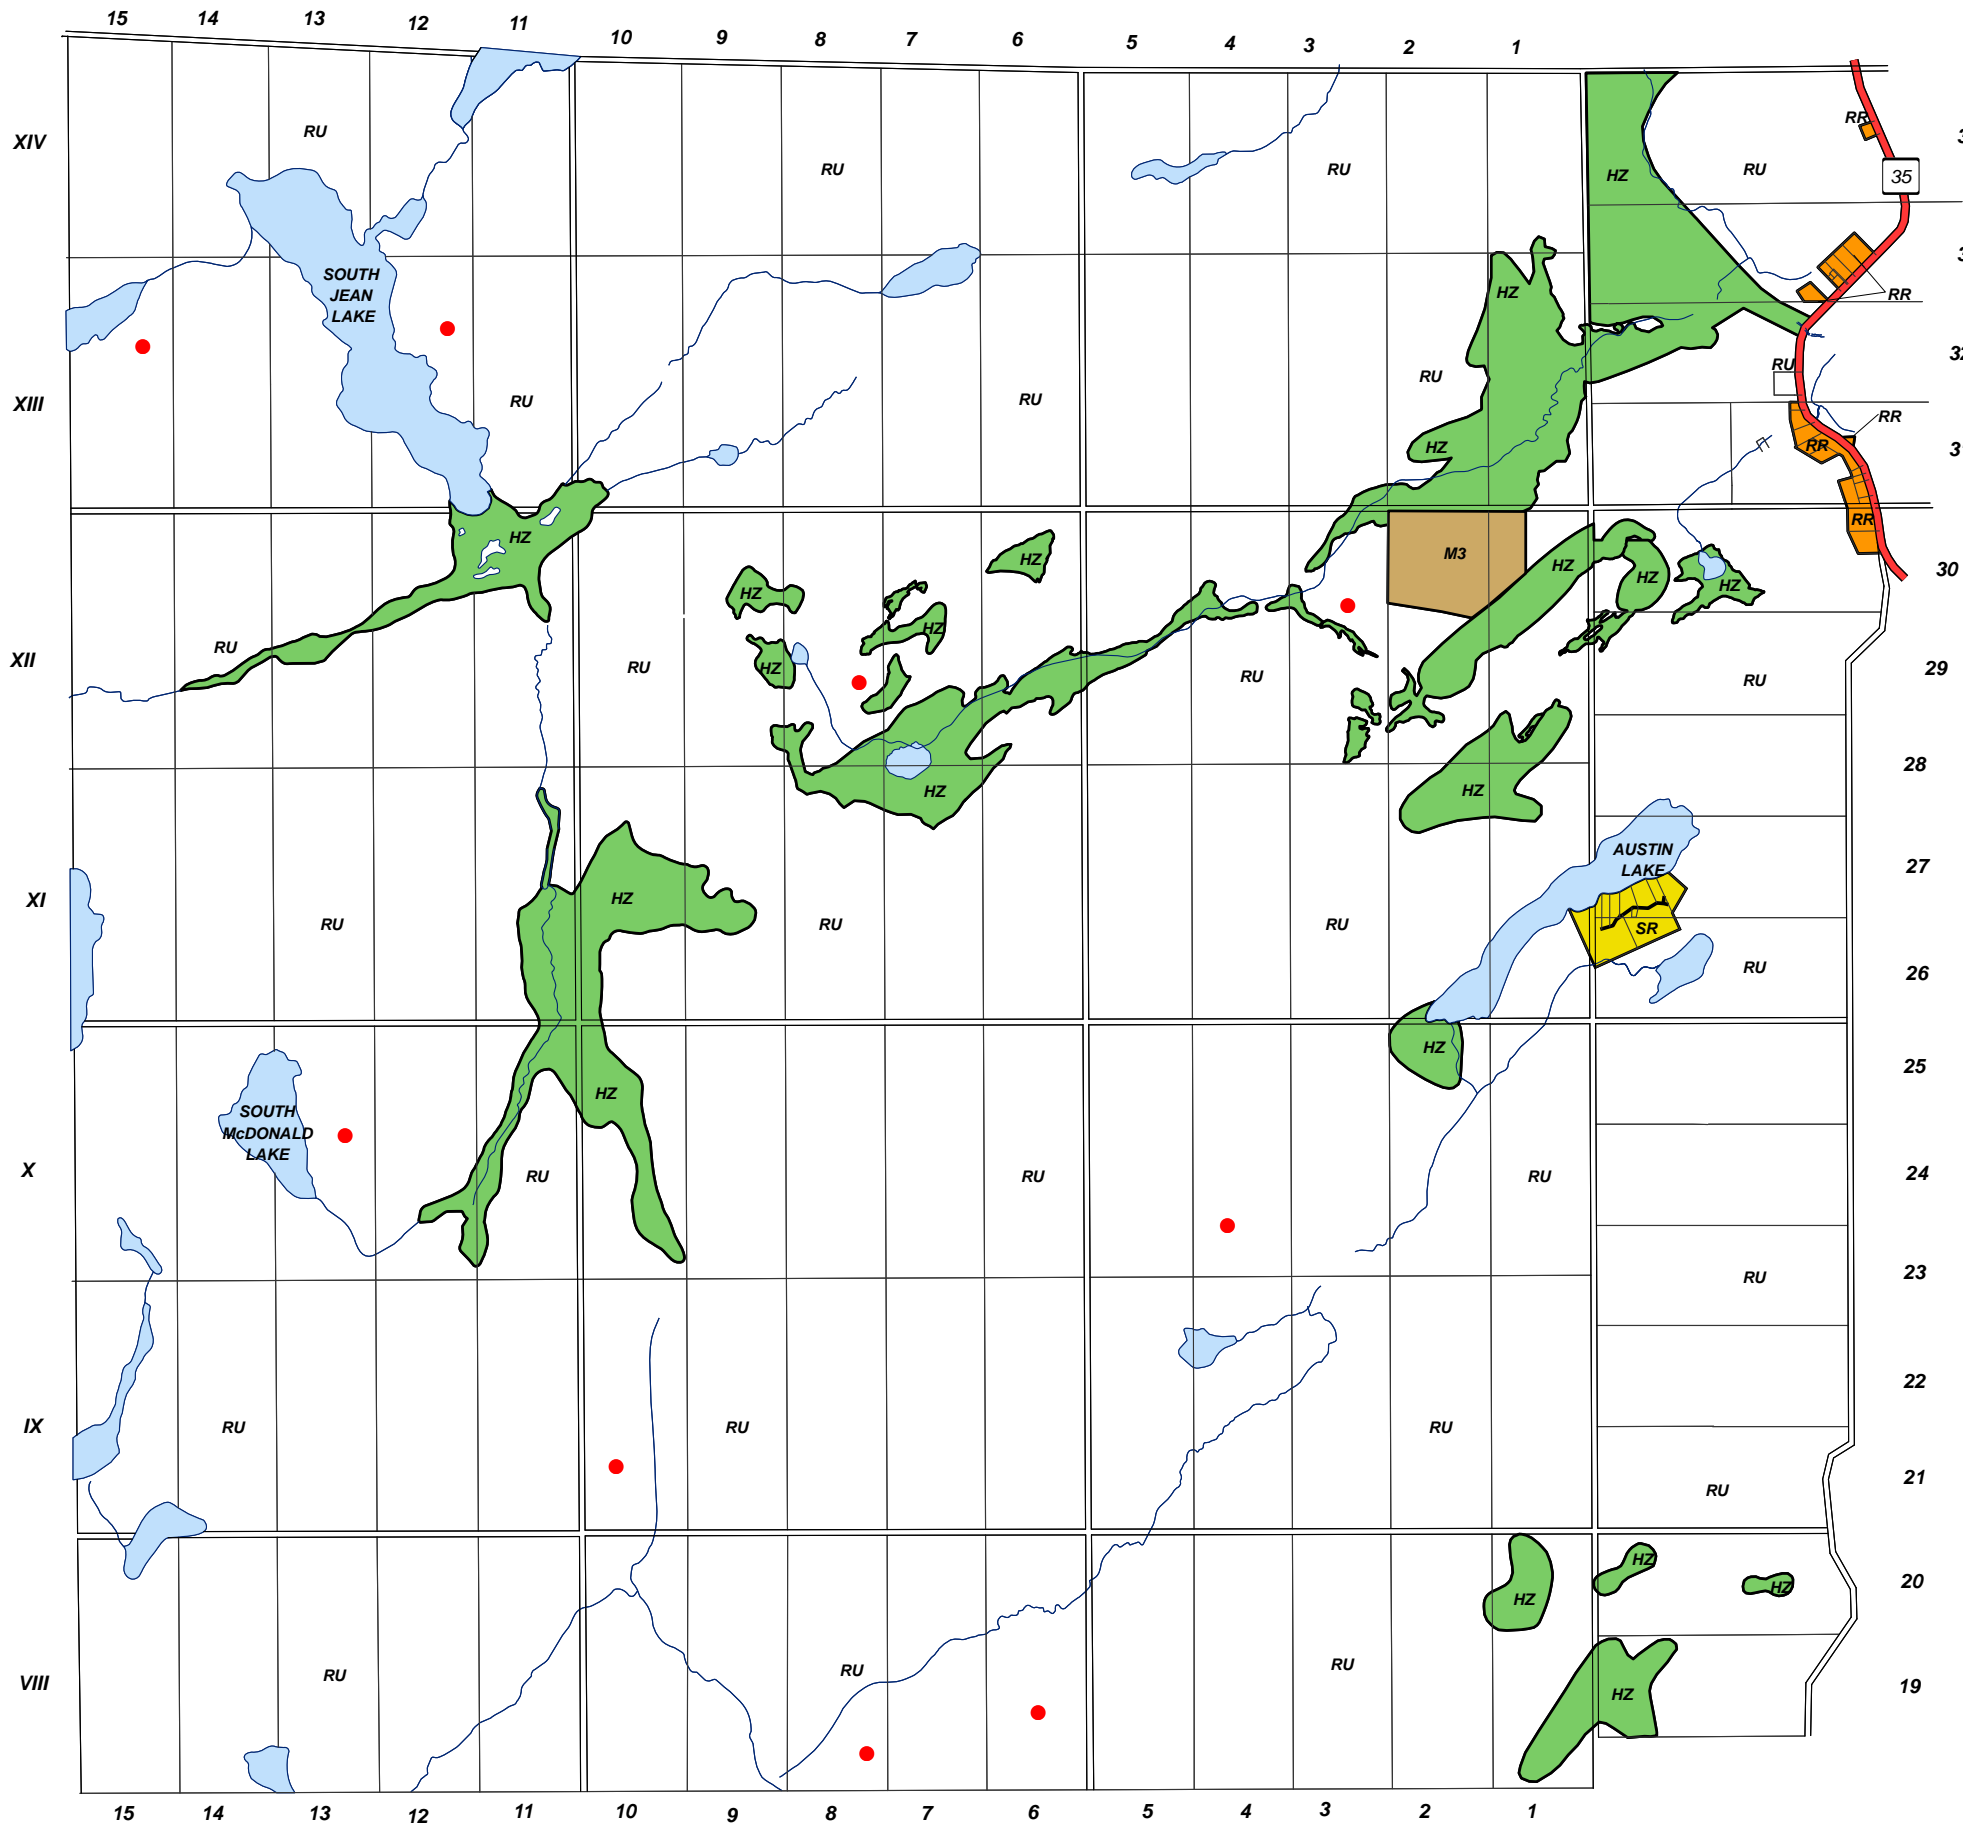 15 14 13 12 11 10 9 8 7 6 5 4 3 2 1
XIV RU RU RU HZ RU RR 3
35
SOUTH
JEAN
LAKE
HZ 3
RR
XIII RU RU RU RU 32
HZ RR RR 3
HZ M3 HZ RR
HZ HZ HZ HZ HZ 30
RU HZ
XII RU HZ RU RU 29
HZ HZ 28
AUSTIN
LAKE
27
XI RU HZ RU RU SR
RU 26
HZ 25
HZ
SOUTH
McDONALD
LAKE
X RU RU RU 24
RU 23
22
IX RU RU RU
RU 21
HZ HZ HZ 20
VIII RU RU RU HZ 19
15 14 13 12 11 10 9 8 7 6 5 4 3 2 1